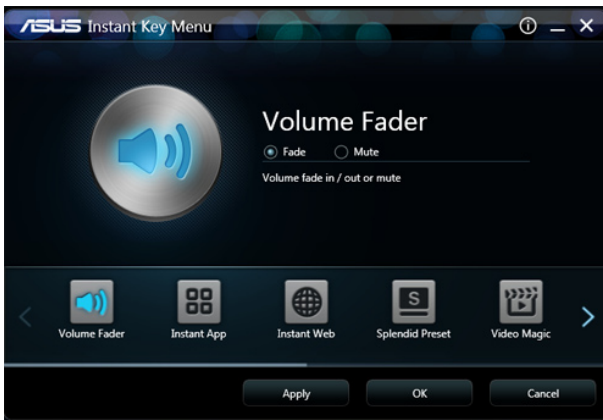 ASUS Instant Key Menu
Volume Fader
Fade Mute
Volume fade in / out or mute
S
Volume Fader Instant App Instant Web Splendid Preset Video Magic
Apply OK Cancel